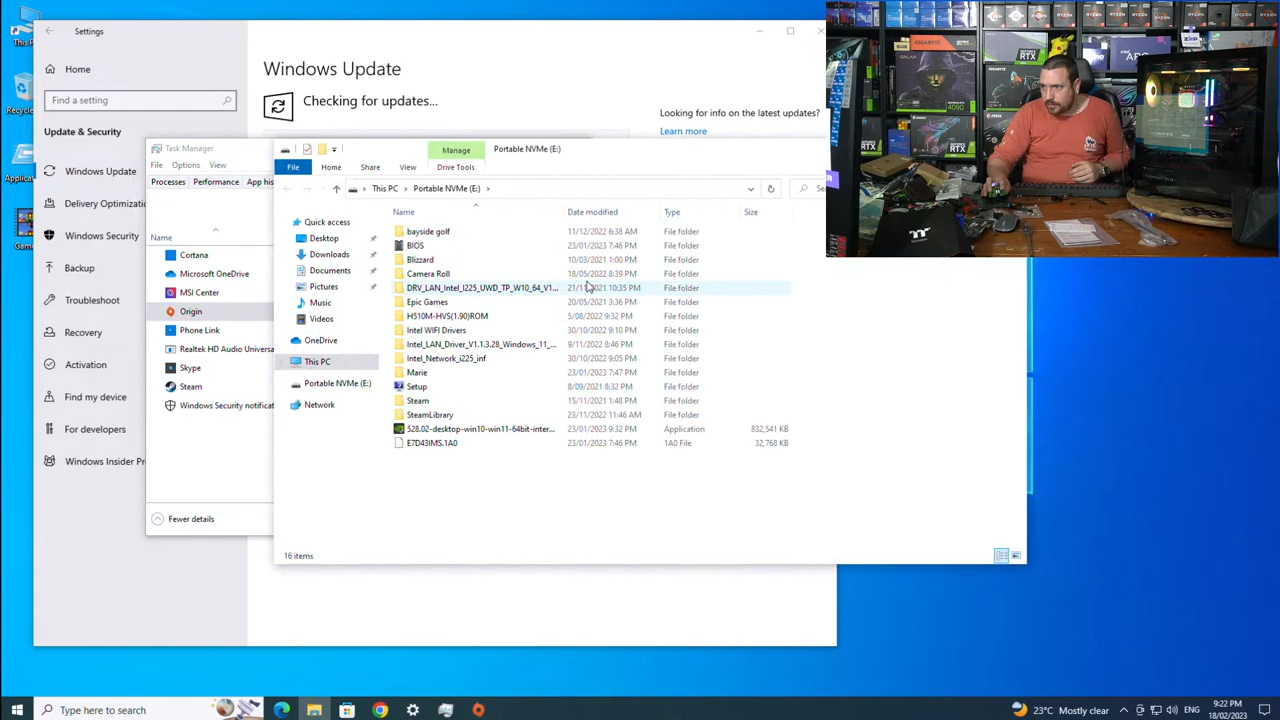 This P
Recycle
Applicat
Game
Settings
Windows Update
Home
Checking for updates...
Find a setting
Looking for info on the latest updates?
Learn more
Update & Security
Windows Update
Delivery Optimizatio
Windows Security
Backup
Troubleshoot
Recovery
Activation
Find my device
For developers
Windows Insider Pr
Task Manager
File Options View
Processes Performance App his
Name
Cortana
Microsoft OneDrive
MSI Center
Origin
Phone Link
Realtek HD Audio Universa
Skype
Steam
Windows Security notificat
Fewer details
Manage Portable NVMe (E:)
File Home Share View Drive Tools
This PC Portable NVMe (E:)
Quick access
Desktop
Downloads
Documents
Pictures
Music
Videos
OneDrive
This PC
Portable NVMe (E:)
Network
Name Date modified Type Size
bayside golf 11/12/2022 6:38 AM File folder
BIOS 23/01/2023 7:46 PM File folder
Blizzard 10/03/2021 1:00 PM File folder
Camera Roll 18/05/2022 8:39 PM File folder
DRV_LAN_Intel_I225_UWD_TP_W10_64_V1... 21/11/2021 10:35 PM File folder
Epic Games 20/05/2021 3:36 PM File folder
H510M-HVS(1.90)ROM 5/08/2022 9:32 PM File folder
Intel WIFI Drivers 30/10/2022 9:10 PM File folder
Intel_LAN_Driver_V1.1.3.28_Windows_11_... 9/11/2022 8:46 PM File folder
Intel_Network_i225_inf 30/10/2022 9:05 PM File folder
Marie 23/01/2023 7:47 PM File folder
Setup 8/09/2021 8:32 PM File folder
Steam 15/11/2021 1:48 PM File folder
SteamLibrary 23/11/2022 11:46 AM File folder
528.02-desktop-win10-win11-64bit-inter... 23/01/2023 9:32 PM Application 832,541 KB
E7D43IMS.1A0 23/01/2023 7:46 PM 1A0 File 32,768 KB
16 items
GIGABYTE
4090
RTX
RYZEN
Type here to search
23°C Mostly clear
ENG
9:22 PM
18/02/2023